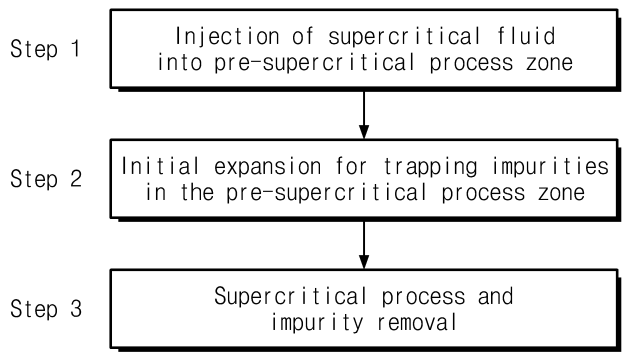 Step 1
Injection of supercritical fluid
into pre-supercritical process zone
Step 2
Initial expansion for trapping impurities
in the pre-supercritical process zone
Step 3
Supercritical process and
impurity removal